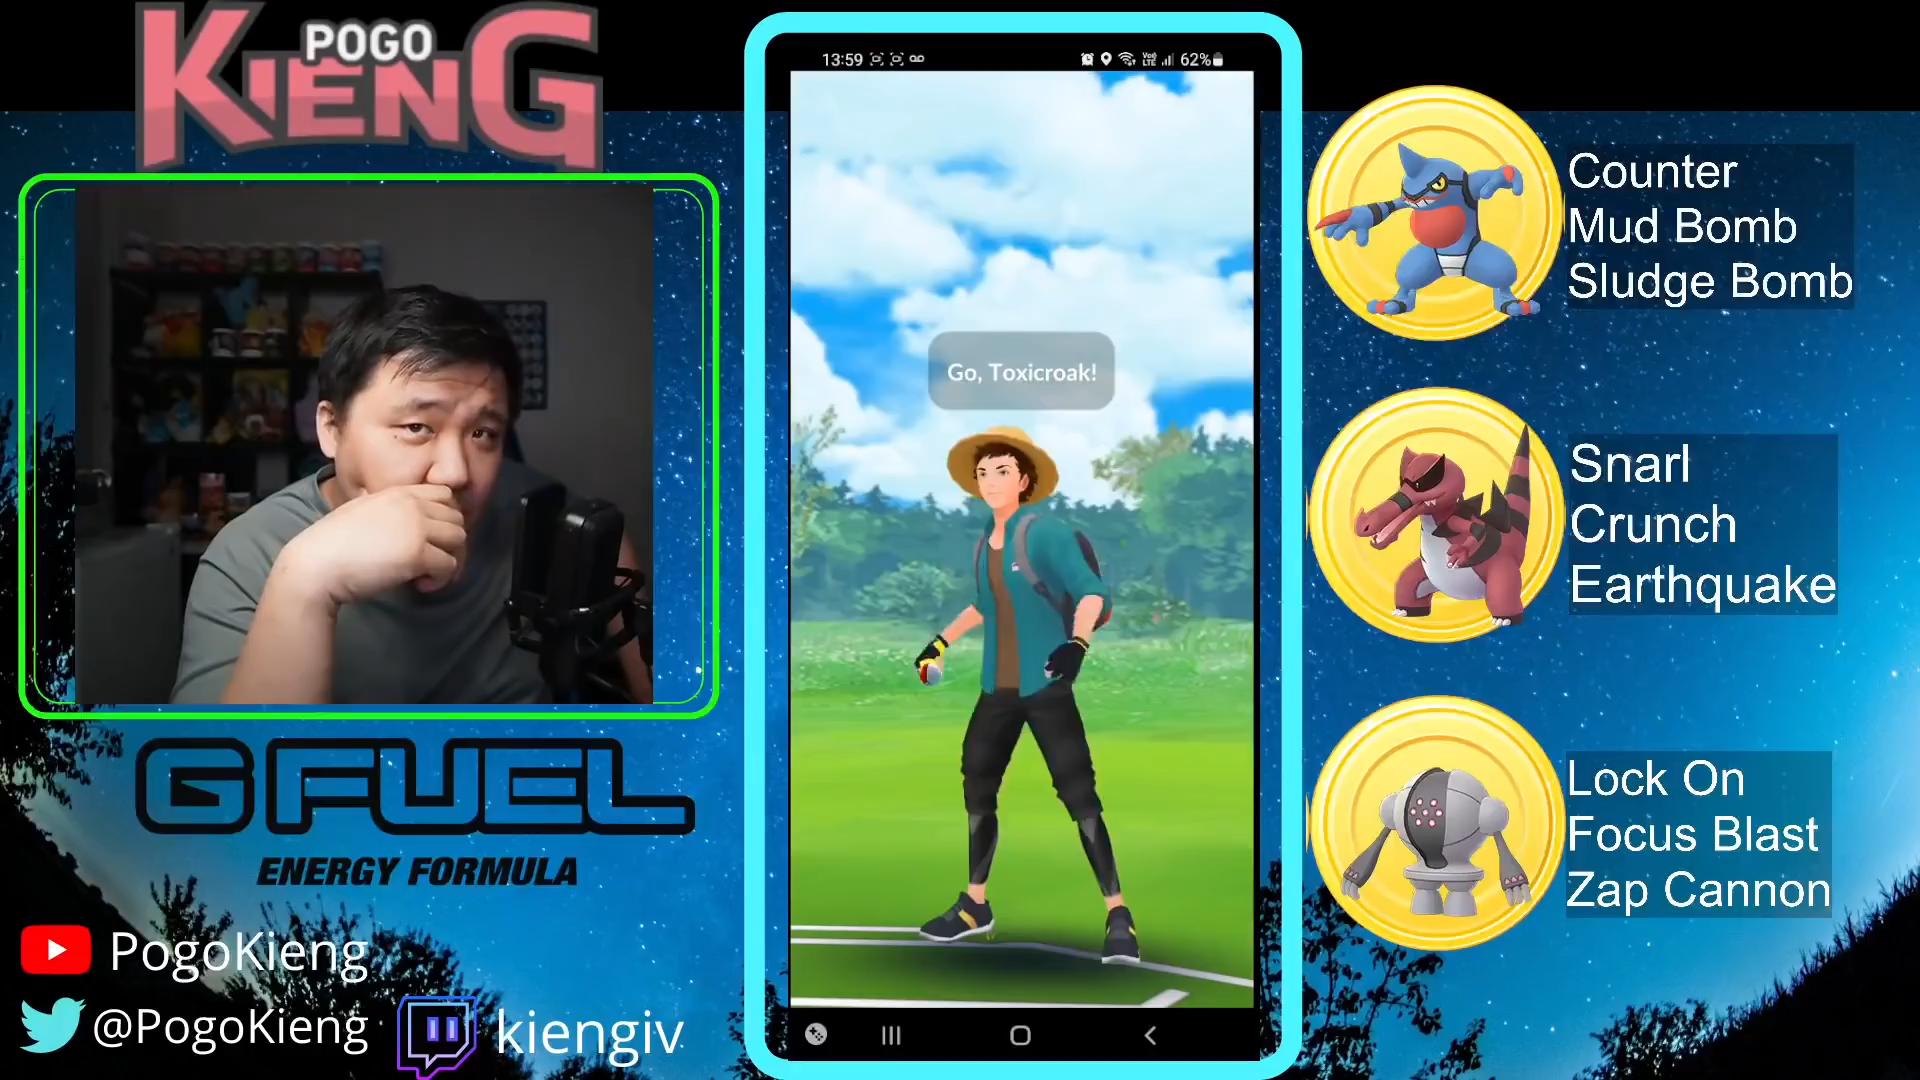 POGO
KIENG
13:59
62%
Go, Toxicroak!
Counter
Mud Bomb
Sludge Bomb
Snarl
Crunch
Earthquake
Lock On
Focus Blast
Zap Cannon
G FUEL
ENERGY FORMULA
PogoKieng
@PogoKieng
kiengiv